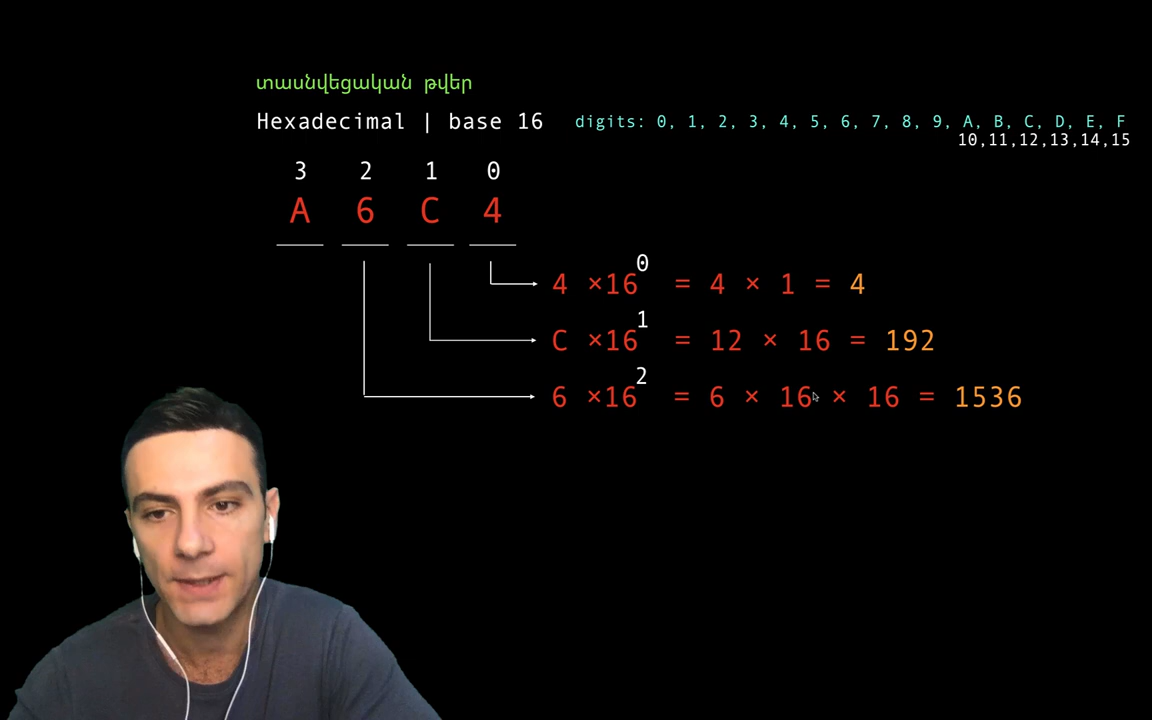 տասնվեցական թվեր
Hexadecimal | base 16
digits: 0, 1, 2, 3, 4, 5, 6, 7, 8, 9, A, B, C, D, E, F
10,11,12,13,14,15
3 2 1 0
A 6 C 4
4 ×16⁰ = 4 × 1 = 4
C ×16¹ = 12 × 16 = 192
6 ×16² = 6 × 16 × 16 = 1536